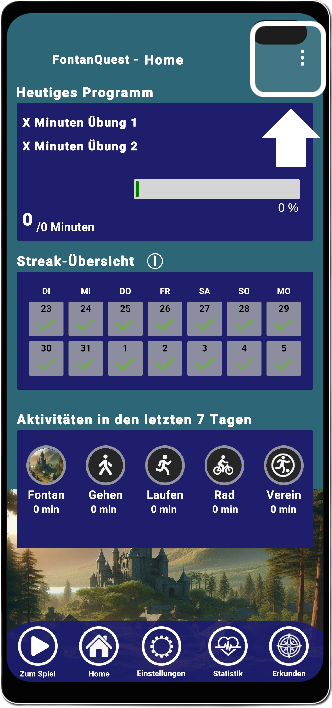 FontanQuest - Home
Heutiges Programm
X Minuten Übung 1
X Minuten Übung 2
0 %
0 /0 Minuten
Streak-Übersicht
DI MI DO FR SA SO MO
23 24 25 26 27 28 29
30 31 1 2 3 4 5
Aktivitäten in den letzten 7 Tagen
Fontan Gehen Laufen Rad Verein
0 min 0 min 0 min 0 min 0 min
Zum Spiel Home Einstellungen Statistik Erkunden